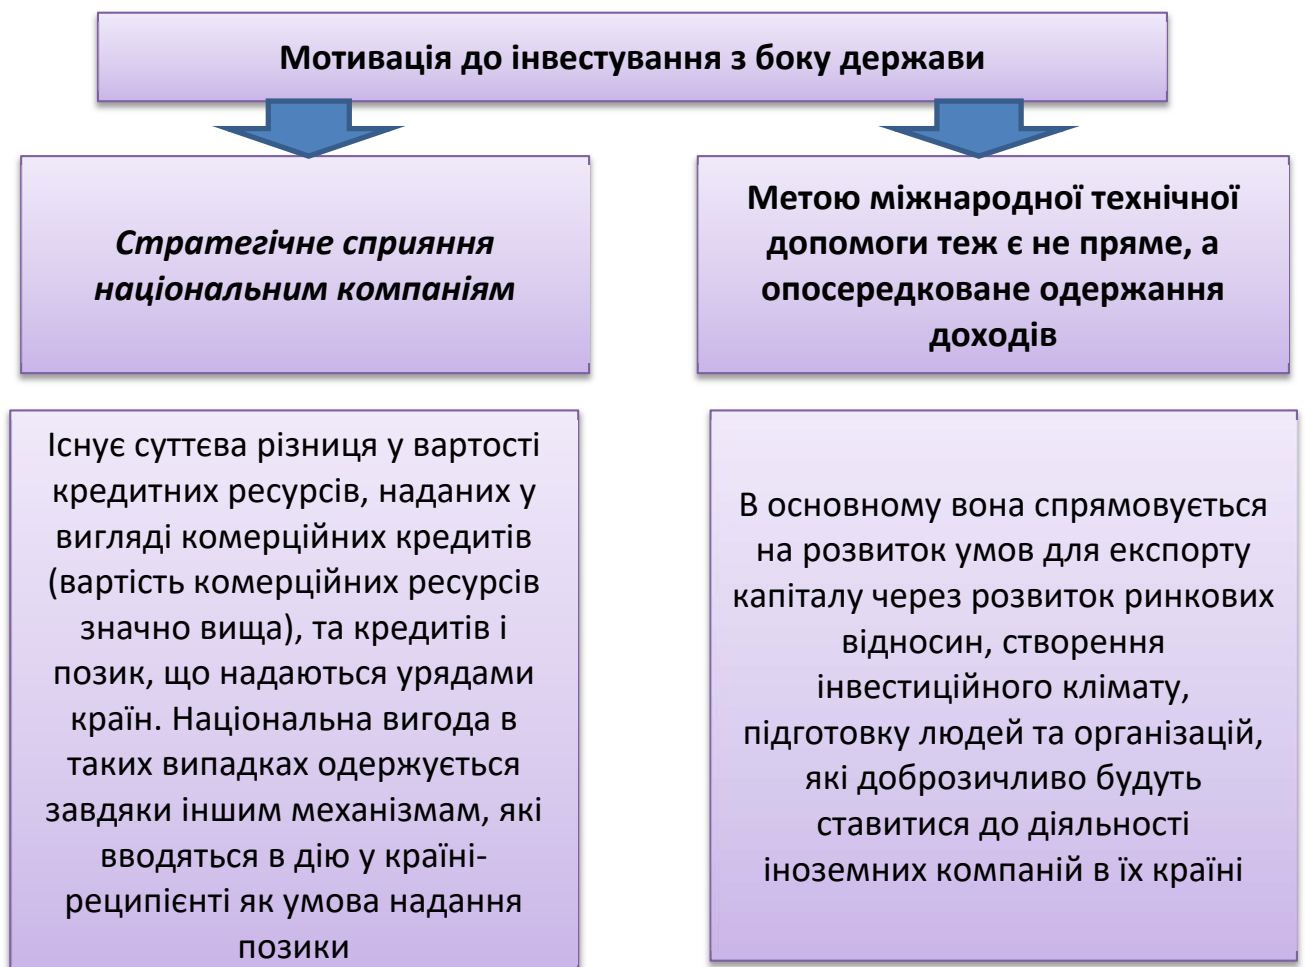 Мотивація до інвестування з боку держави
Стратегічне сприяння
національним компаніям
Метою міжнародної технічної
допомоги теж є не пряме, а
опосередковане одержання
доходів
Існує суттєва різниця у вартості
кредитних ресурсів, наданих у
вигляді комерційних кредитів
(вартість комерційних ресурсів
значно вища), та кредитів і
позик, що надаються урядами
країн. Національна вигода в
таких випадках одержується
завдяки іншим механізмам, які
вводяться в дію у країні-
реципієнті як умова надання
позики
В основному вона спрямовується
на розвиток умов для експорту
капіталу через розвиток ринкових
відносин, створення
інвестиційного клімату,
підготовку людей та організацій,
які доброзичливо будуть
ставитися до діяльності
іноземних компаній в їх країні